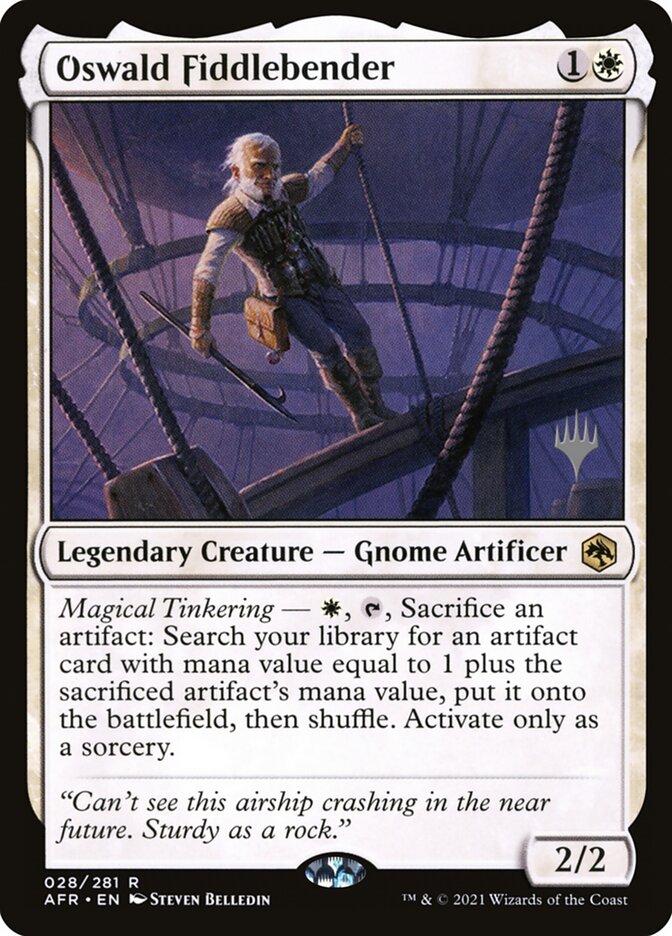 Oswald Fiddlebender 1
Legendary Creature — Gnome Artificer
Magical Tinkering — , , Sacrifice an
artifact: Search your library for an artifact
card with mana value equal to 1 plus the
sacrificed artifact's mana value, put it onto
the battlefield, then shuffle. Activate only as
a sorcery.
"Can't see this airship crashing in the near
future. Sturdy as a rock."
2/2
028/281 R
AFR • EN Steven Belledin ™ & © 2021 Wizards of the Coast